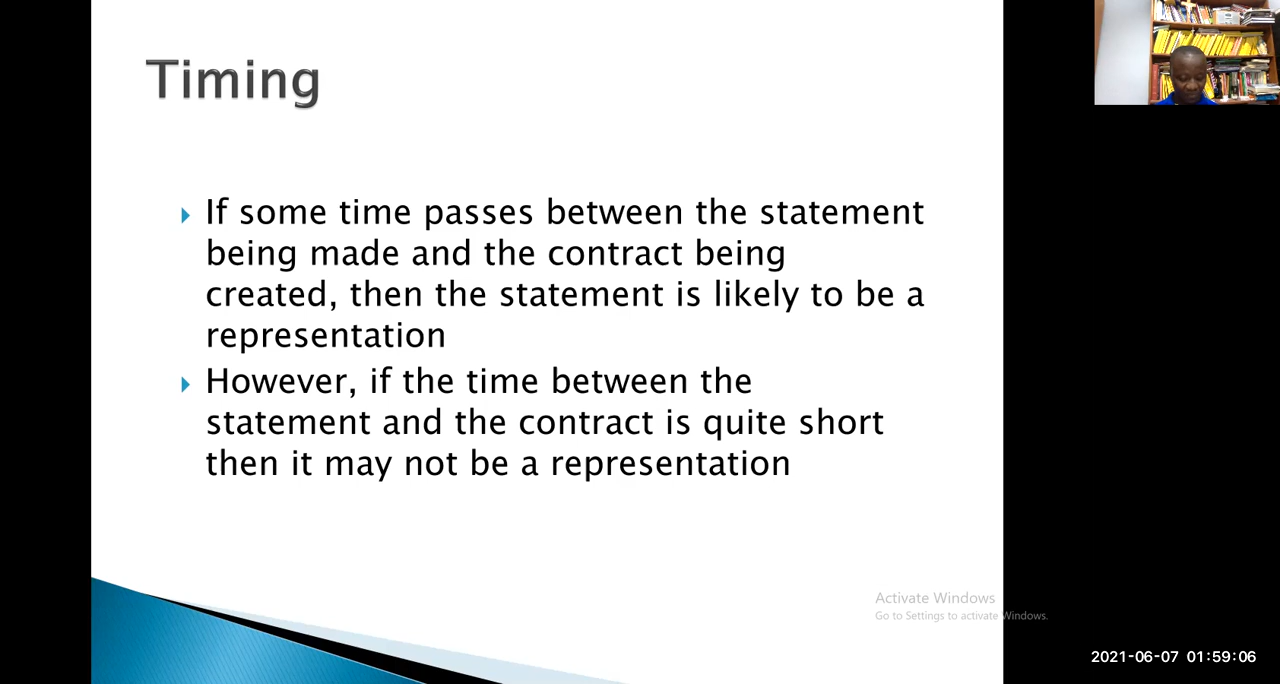 Timing
If some time passes between the statement
being made and the contract being
created, then the statement is likely to be a
representation
However, if the time between the
statement and the contract is quite short
then it may not be a representation
Activate Windows
Go to Settings to activate Windows.
2021-06-07 01:59:06